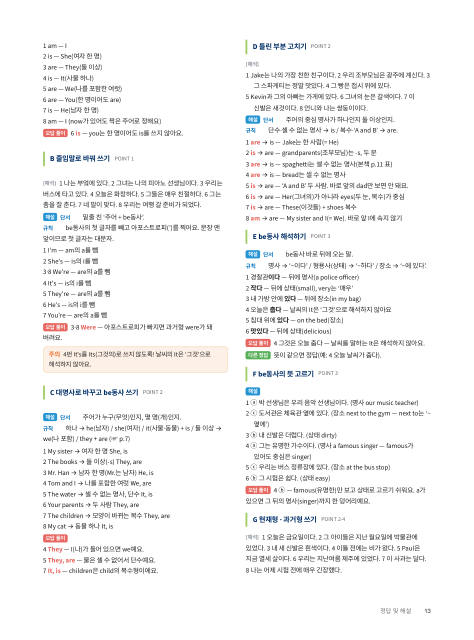 1 am — I
2 is — She(여자 한 명)
3 are — They(둘 이상)
4 is — It(사물 하나)
5 are — We(나를 포함한 여럿)
6 are — You(한 명이어도 are)
7 is — He(남자 한 명)
8 am — I (now가 있어도 짝은 주어로 정해요)
오답 풀이 6 is — you는 한 명이어도 is를 쓰지 않아요.
B 줄임말로 바꿔 쓰기 POINT 1
[해석] 1 나는 부엌에 있다. 2 그녀는 나의 피아노 선생님이다. 3 우리는
버스에 타고 있다. 4 오늘은 화창하다. 5 그들은 매우 친절하다. 6 그는
춤을 잘 춘다. 7 네 말이 맞다. 8 우리는 여행 갈 준비가 되었다.
해설 단서 밑줄 친 '주어 + be동사'.
규칙 be동사의 첫 글자를 빼고 아포스트로피(')를 찍어요. 문장 맨
앞이므로 첫 글자는 대문자.
1 I'm — am의 a를 뺌
2 She's — is의 i를 뺌
3·8 We're — are의 a를 뺌
4 It's — is의 i를 뺌
5 They're — are의 a를 뺌
6 He's — is의 i를 뺌
7 You're — are의 a를 뺌
오답 풀이 3·8 Were — 아포스트로피가 빠지면 과거형 were가 돼
버려요.
주의 4번 It's를 Its(그것의)로 쓰지 않도록! 날씨의 It은 '그것'으로
해석하지 않아요.
C 대명사로 바꾸고 be동사 쓰기 POINT 2
해설 단서 주어가 누구(무엇)인지, 몇 명(개)인지.
규칙 하나 → he(남자) / she(여자) / it(사물·동물) + is / 둘 이상 →
we(나 포함) / they + are (☞ p.7)
1 My sister → 여자 한 명 She, is
2 The books → 둘 이상(-s) They, are
3 Mr. Han → 남자 한 명(Mr.는 남자) He, is
4 Tom and I → 나를 포함한 여럿 We, are
5 The water → 셀 수 없는 명사, 단수 It, is
6 Your parents → 두 사람 They, are
7 The children → 모양이 바뀌는 복수 They, are
8 My cat → 동물 하나 It, is
오답 풀이
4 They — I(나)가 들어 있으면 we예요.
5 They, are — 물은 셀 수 없어서 단수예요.
7 It, is — children은 child의 복수형이에요.
D 틀린 부분 고치기 POINT 2
[해석]
1 Jake는 나의 가장 친한 친구이다. 2 우리 조부모님은 광주에 계신다. 3
그 스파게티는 정말 맛있다. 4 그 빵은 접시 위에 있다.
5 Kevin과 그의 아빠는 가게에 있다. 6 그녀의 눈은 갈색이다. 7 이
신발은 새것이다. 8 언니와 나는 쌍둥이이다.
해설 단서 주어의 중심 명사가 하나인지 둘 이상인지.
규칙 단수·셀 수 없는 명사 → is / 복수·'A and B' → are.
1 are → is — Jake는 한 사람(= He)
2 is → are — grandparents(조부모님)는 -s, 두 분
3 are → is — spaghetti는 셀 수 없는 명사(본책 p.11 표)
4 are → is — bread는 셀 수 없는 명사
5 is → are — 'A and B' 두 사람. 바로 앞의 dad만 보면 안 돼요.
6 is → are — Her(그녀의)가 아니라 eyes(두 눈, 복수)가 중심
7 is → are — These(이것들) + shoes 복수
8 am → are — My sister and I(= We). 바로 앞 I에 속지 않기
E be동사 해석하기 POINT 3
해설 단서 be동사 바로 뒤에 오는 말.
규칙 명사 → '~이다' / 형용사(상태) → '~하다' / 장소 → '~에 있다'.
1 경찰관이다 — 뒤에 명사(a police officer)
2 작다 — 뒤에 상태(small), very는 '매우'
3 내 가방 안에 있다 — 뒤에 장소(in my bag)
4 오늘은 춥다 — 날씨의 It은 '그것'으로 해석하지 않아요
5 침대 위에 있다 — on the bed(장소)
6 맛있다 — 뒤에 상태(delicious)
오답 풀이 4 그것은 오늘 춥다 — 날씨를 말하는 It은 해석하지 않아요.
다른 정답 뜻이 같으면 정답(예: 4 오늘 날씨가 춥다).
F be동사의 뜻 고르기 POINT 3
해설
1 ⓐ 박 선생님은 우리 음악 선생님이다. (명사 our music teacher)
2 ⓒ 도서관은 체육관 옆에 있다. (장소 next to the gym — next to는 '~
옆에')
3 ⓑ 내 신발은 더럽다. (상태 dirty)
4 ⓐ 그는 유명한 가수이다. (명사 a famous singer — famous가
있어도 중심은 singer)
5 ⓒ 우리는 버스 정류장에 있다. (장소 at the bus stop)
6 ⓑ 그 시험은 쉽다. (상태 easy)
오답 풀이 4 ⓑ — famous(유명한)만 보고 상태로 고르기 쉬워요. a가
있으면 그 뒤의 명사(singer)까지 한 덩어리예요.
G 현재형·과거형 쓰기 POINT 2-4
[해석] 1 오늘은 금요일이다. 2 그 아이들은 지난 월요일에 박물관에
있었다. 3 내 새 신발은 흰색이다. 4 이틀 전에는 비가 왔다. 5 Paul은
지금 열세 살이다. 6 우리는 지난여름 제주에 있었다. 7 이 사과는 달다.
8 나는 어제 시험 전에 매우 긴장했다.
정답 및 해설 13